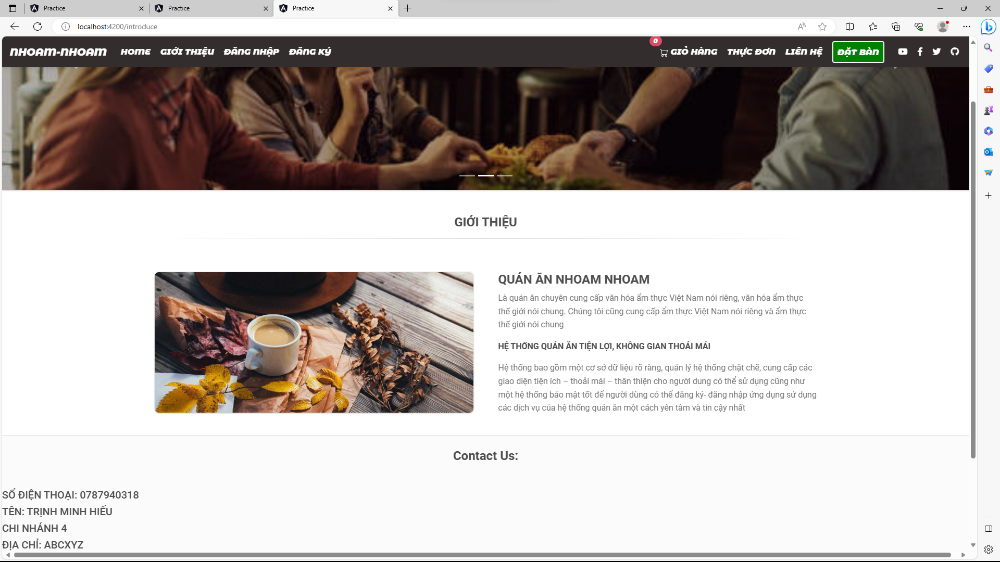 Practice
Practice
Practice
localhost:4200/introduce
NHOAM-NHOAM HOME GIỚI THIỆU ĐĂNG NHẬP ĐĂNG KÝ 0 GIỎ HÀNG THỰC ĐƠN LIÊN HỆ ĐẶT BÀN
GIỚI THIỆU
QUÁN ĂN NHOAM NHOAM
Là quán ăn chuyên cung cấp văn hóa ẩm thực Việt Nam nói riêng, văn hóa ẩm thực
thế giới nói chung. Chúng tôi cũng cung cấp ẩm thực Việt Nam nói riêng và ẩm thực
thế giới nói chung
HỆ THỐNG QUÁN ĂN TIỆN LỢI, KHÔNG GIAN THOẢI MÁI
Hệ thống bao gồm một cơ sở dữ liệu rõ ràng, quản lý hệ thống chặt chẽ, cung cấp các
giao diện tiện ích – thoải mái – thân thiện cho người dung có thể sử dụng cũng như
một hệ thống bảo mật tốt để người dùng có thể đăng ký- đăng nhập ứng dụng sử dụng
các dịch vụ của hệ thống quán ăn một cách yên tâm và tin cậy nhất
Contact Us:
SỐ ĐIỆN THOẠI: 0787940318
TÊN: TRỊNH MINH HIẾU
CHI NHÁNH 4
ĐỊA CHỈ: ABCXYZ